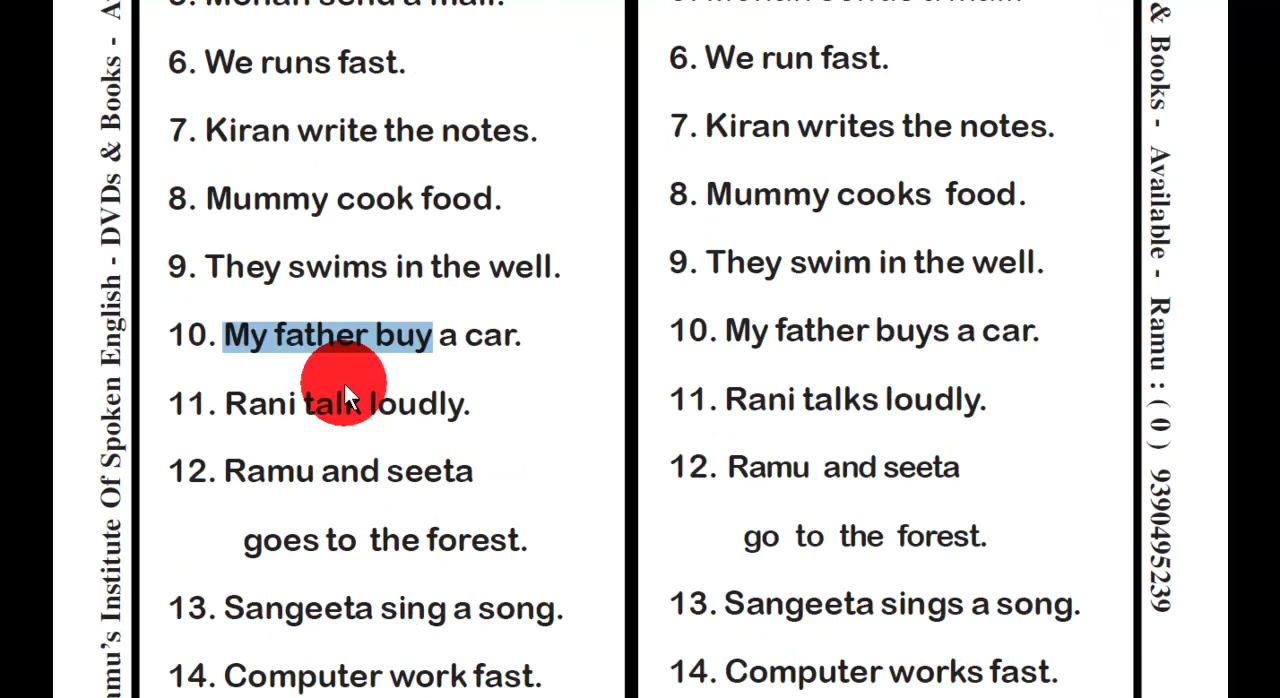 6. We runs fast.
7. Kiran write the notes.
8. Mummy cook food.
9. They swims in the well.
10. My father buy a car.
11. Rani talk loudly.
12. Ramu and seeta
goes to the forest.
13. Sangeeta sing a song.
14. Computer work fast.
6. We run fast.
7. Kiran writes the notes.
8. Mummy cooks food.
9. They swim in the well.
10. My father buys a car.
11. Rani talks loudly.
12. Ramu and seeta
go to the forest.
13. Sangeeta sings a song.
14. Computer works fast.
Institute Of Spoken English - DVDs & Books -
& Books - Available - Ramu : ( 0 ) 9390495239